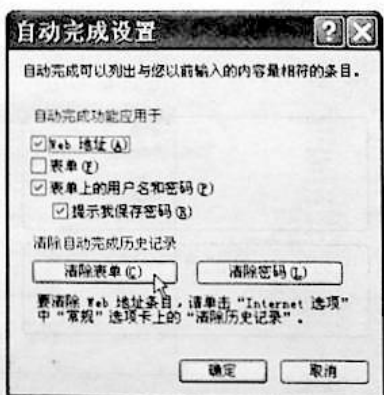 自动完成设置
自动完成可以列出与您以前输入的内容最相符的条目。
自动完成功能应用于
Web 地址(A)
表单(F)
表单上的用户名和密码(P)
提示我保存密码(R)
清除自动完成历史记录
清除表单(C) 清除密码(L)
要清除 Web 地址条目，请单击“Internet 选项”
中“常规”选项卡上的“清除历史记录”。
确定 取消